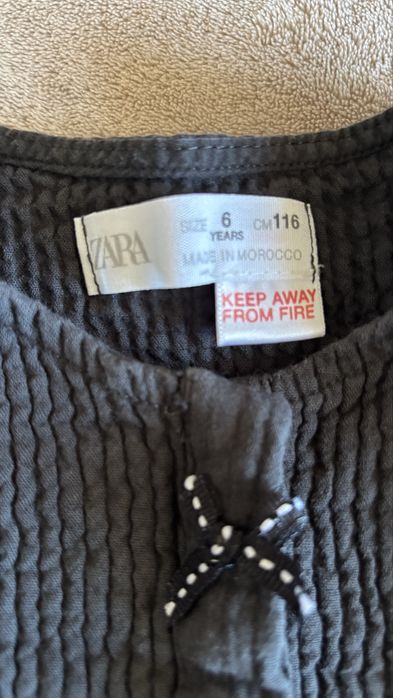 ZARA
SIZE 6 YEARS CM 116
MADE IN MOROCCO
KEEP AWAY
FROM FIRE